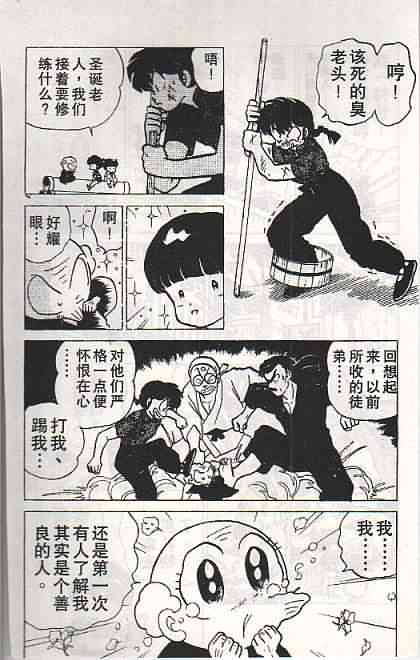 哼！
该死的臭
老头！
唔！
圣诞老
人，我们
接着要修
练什么？
啊！
好耀
眼…
回想起
来，以前
所收的徒
弟……
对他们严
格一点便
怀恨在心
……
打我、
踢我…
我……
我…
还是第一次
有人了解我
其实是个善
良的人。